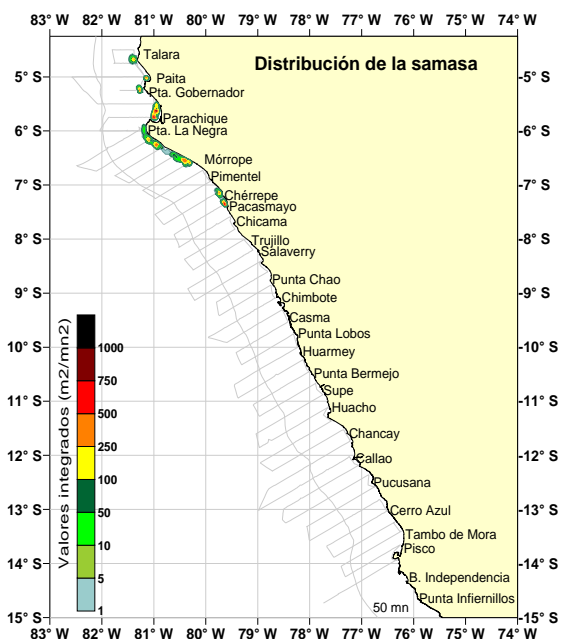 83° W 82° W 81° W 80° W 79° W 78° W 77° W 76° W 75° W 74° W
Distribución de la samasa
Talara
5° S
-5° S
Paita
Pta. Gobernador
Parachique
6° S
-6° S
Pta. La Negra
Mórrope
Pimentel
7° S
-7° S
Chérrepe
Pacasmayo
Chicama
8° S
-8° S
Trujillo
Salaverry
Punta Chao
9° S
-9° S
Chimbote
Casma
Punta Lobos
10° S
-10° S
Huarmey
Punta Bermejo
Supe
11° S
-11° S
Huacho
Chancay
12° S
-12° S
Callao
Pucusana
13° S
-13° S
Cerro Azul
Tambo de Mora
Pisco
14° S
-14° S
B. Independencia
Punta Infiernillos
50 mn
15° S
-15° S
Valores integrados (m2/mn2)
1000
750
500
250
100
50
10
5
1
83° W 82° W 81° W 80° W 79° W 78° W 77° W 76° W 75° W 74° W